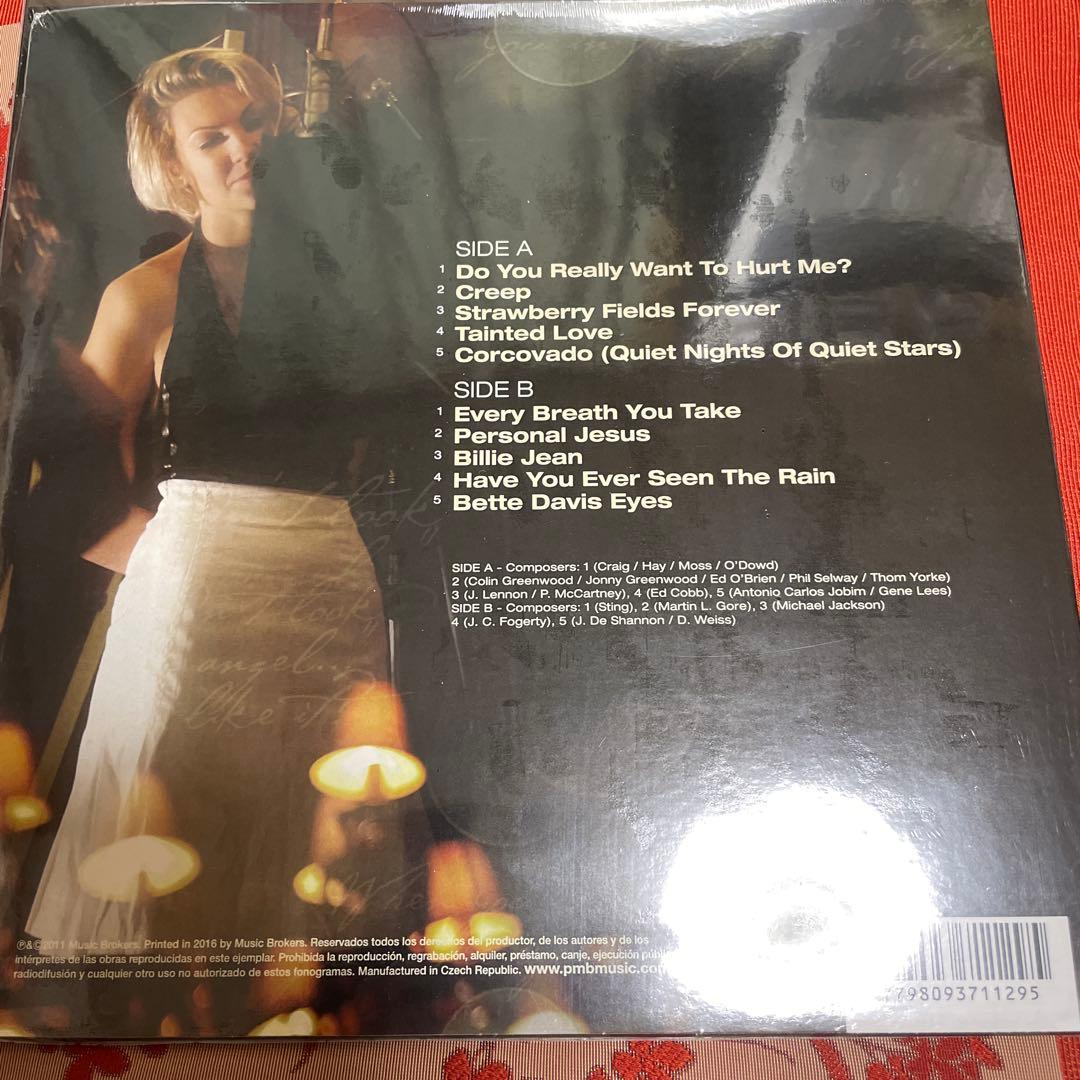 you
SIDE A
1 Do You Really Want To Hurt Me?
2 Creep
3 Strawberry Fields Forever
4 Tainted Love
5 Corcovado (Quiet Nights Of Quiet Stars)
SIDE B
1 Every Breath You Take
2 Personal Jesus
3 Billie Jean
4 Have You Ever Seen The Rain
5 Bette Davis Eyes
I look
angel
like it
SIDE A - Composers: 1 (Craig / Hay / Moss / O'Dowd)
2 (Colin Greenwood / Jonny Greenwood / Ed O'Brien / Phil Selway / Thom Yorke)
3 (J. Lennon / P. McCartney), 4 (Ed Cobb), 5 (Antonio Carlos Jobim / Gene Lees)
SIDE B - Composers: 1 (Sting), 2 (Martin L. Gore), 3 (Michael Jackson)
4 (J. C. Fogerty), 5 (J. De Shannon / D. Weiss)
℗&©2011 Music Brokers. Printed in 2016 by Music Brokers. Reservados todos los derechos del productor, de los autores y de los
intérpretes de las obras reproducidas en este ejemplar. Prohibida la reproducción, regrabación, alquiler, préstamo, canje, ejecución públi
radiodifusión y cualquier otro uso no autorizado de estos fonogramas. Manufactured in Czech Republic. www.pmbmusic.com
798093711295